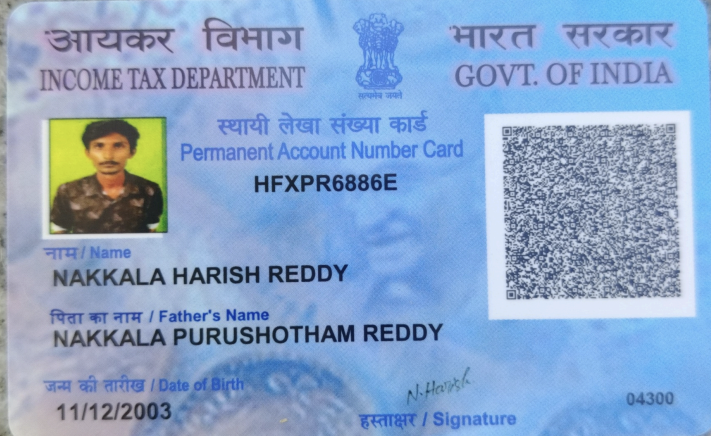 आयकर विभाग
INCOME TAX DEPARTMENT
सत्यमेव जयते
भारत सरकार
GOVT. OF INDIA
स्थायी लेखा संख्या कार्ड
Permanent Account Number Card
HFXPR6886E
नाम / Name
NAKKALA HARISH REDDY
पिता का नाम / Father's Name
NAKKALA PURUSHOTHAM REDDY
जन्म की तारीख / Date of Birth
11/12/2003
N. Harish
हस्ताक्षर / Signature
04300